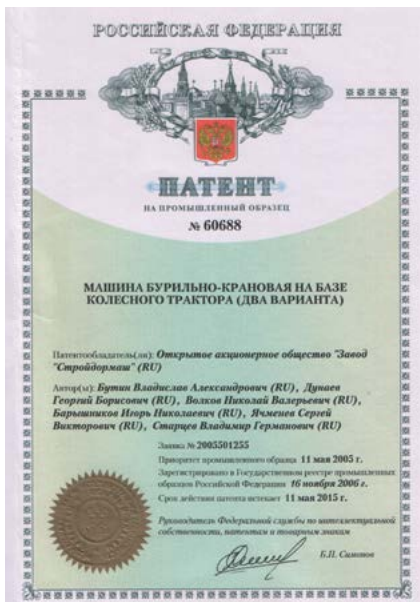 РОССИЙСКАЯ ФЕДЕРАЦИЯ
ПАТЕНТ
НА ПРОМЫШЛЕННЫЙ ОБРАЗЕЦ
№ 60688
МАШИНА БУРИЛЬНО-КРАНОВАЯ НА БАЗЕ
КОЛЕСНОГО ТРАКТОРА (ДВА ВАРИАНТА)
Патентообладатель(ли): Открытое акционерное общество "Завод
"Стройдормаш" (RU)
Автор(ы): Бутин Владислав Александрович (RU), Дунаев
Георгий Борисович (RU), Волков Николай Валерьевич (RU),
Барышников Игорь Николаевич (RU), Ячменев Сергей
Викторович (RU), Старцев Владимир Германович (RU)
Заявка № 2005501255
Приоритет промышленного образца 11 мая 2005 г.
Зарегистрировано в Государственном реестре промышленных
образцов Российской Федерации 16 ноября 2006 г.
Срок действия патента истекает 11 мая 2015 г.
Руководитель Федеральной службы по интеллектуальной
собственности, патентам и товарным знакам
Б.П. Симонов